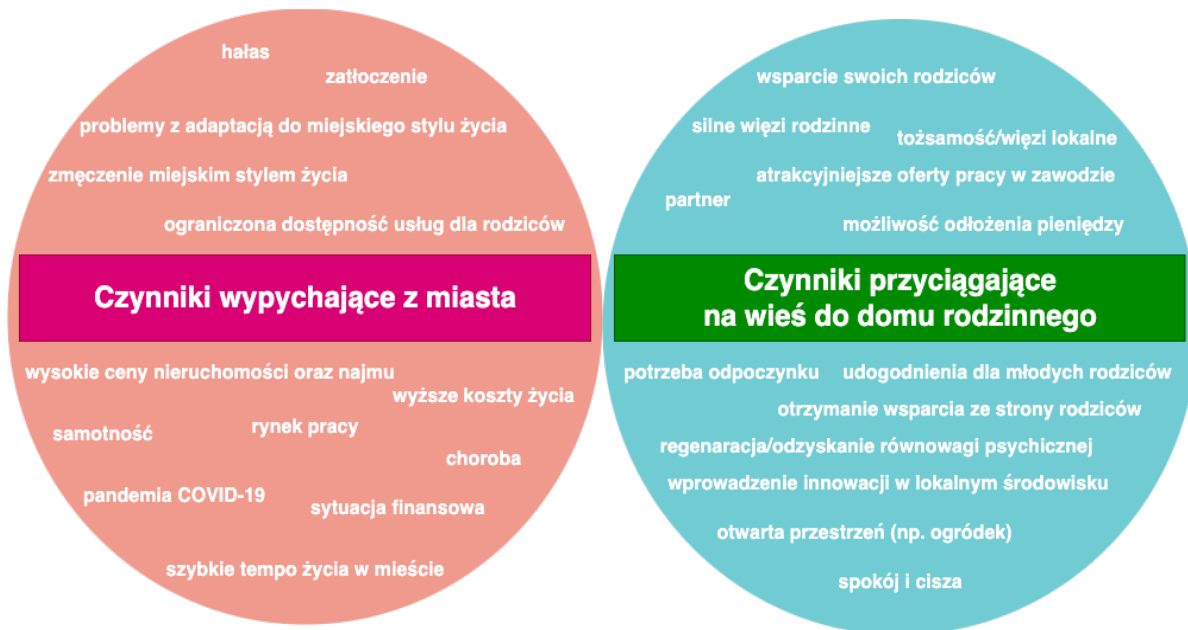 hałas
zatłoczenie
problemy z adaptacją do miejskiego stylu życia
zmęczenie miejskim stylem życia
ograniczona dostępność usług dla rodziców
Czynniki wypychające z miasta
wysokie ceny nieruchomości oraz najmu
wyższe koszty życia
samotność
rynek pracy
choroba
pandemia COVID-19
sytuacja finansowa
szybkie tempo życia w mieście
wsparcie swoich rodziców
silne więzi rodzinne
tożsamość/więzi lokalne
atrakcyjniejsze oferty pracy w zawodzie
partner
możliwość odłożenia pieniędzy
Czynniki przyciągające
na wieś do domu rodzinnego
potrzeba odpoczynku
udogodnienia dla młodych rodziców
otrzymanie wsparcia ze strony rodziców
regenaracja/odzyskanie równowagi psychicznej
wprowadzenie innowacji w lokalnym środowisku
otwarta przestrzeń (np. ogródek)
spokój i cisza